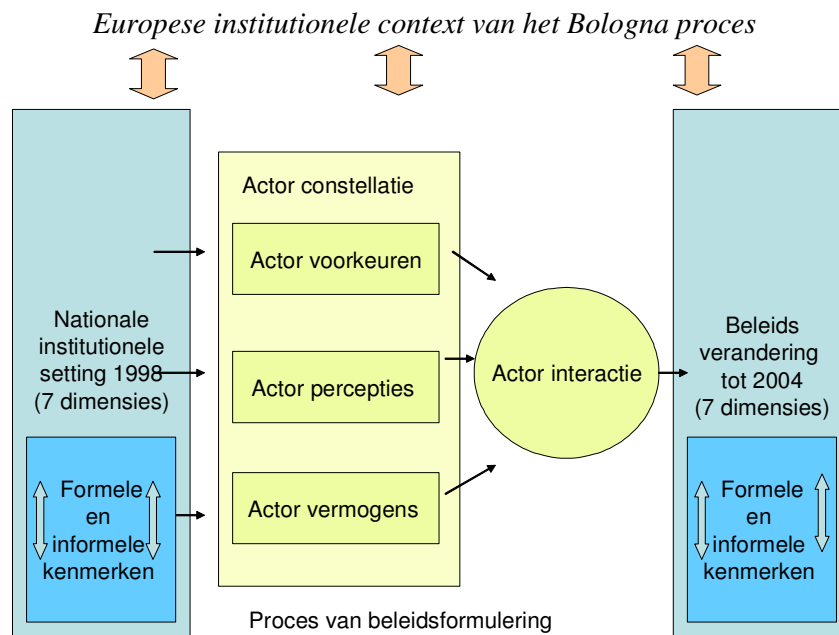 Europese institutionele context van het Bologna proces
Nationale
institutionele
setting 1998
(7 dimensies)
Formele
en
informele
kenmerken
Actor constellatie
Actor voorkeuren
Actor percepties
Actor vermogens
Actor interactie
Beleids
verandering
tot 2004
(7 dimensies)
Formele
en
informele
kenmerken
Proces van beleidsformulering